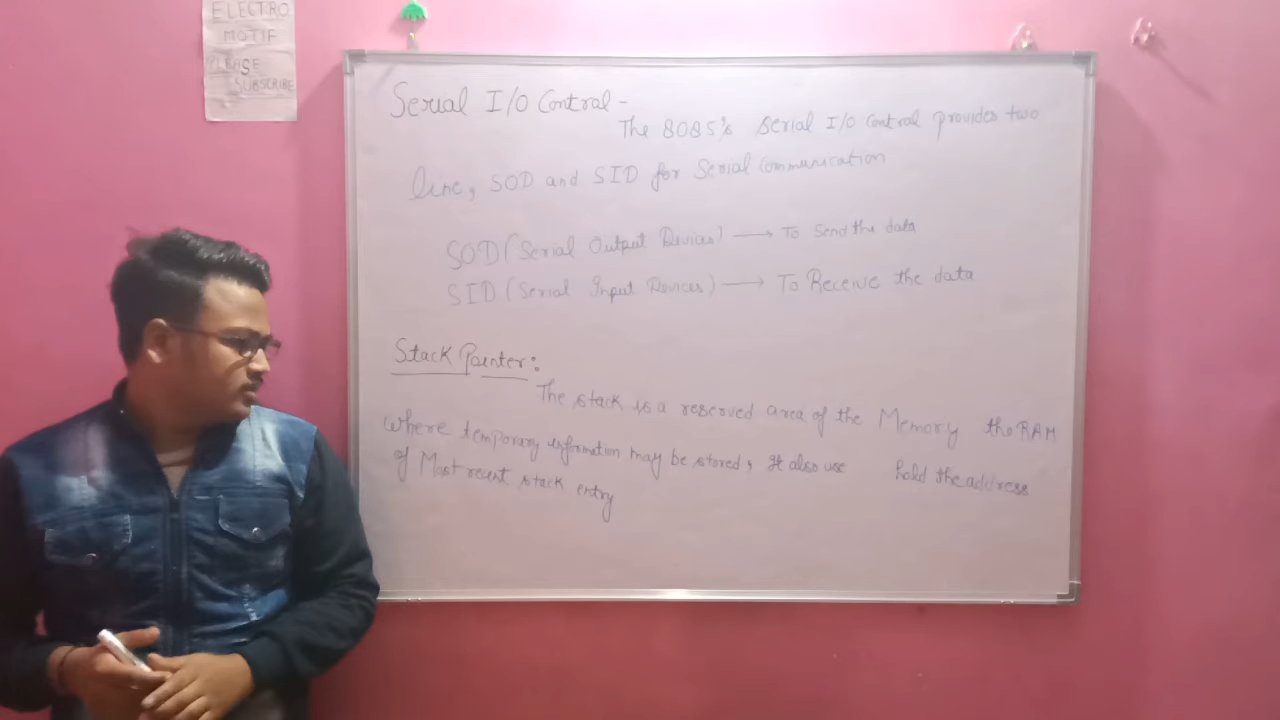 ELECTRO
MOTIF
PLEASE
SUBSCRIBE
Serial I/O Control -
The 8085's Serial I/O Control provides two
line, SOD and SID for Serial Communication
SOD (Serial Output Devices) → To Send the data
SID (Serial Input Devices) → To Receive the data
Stack Pointer:
The stack is a reserved area of the Memory the RAM
where temporary information may be stored, It also use hold the address
of Most recent stack entry